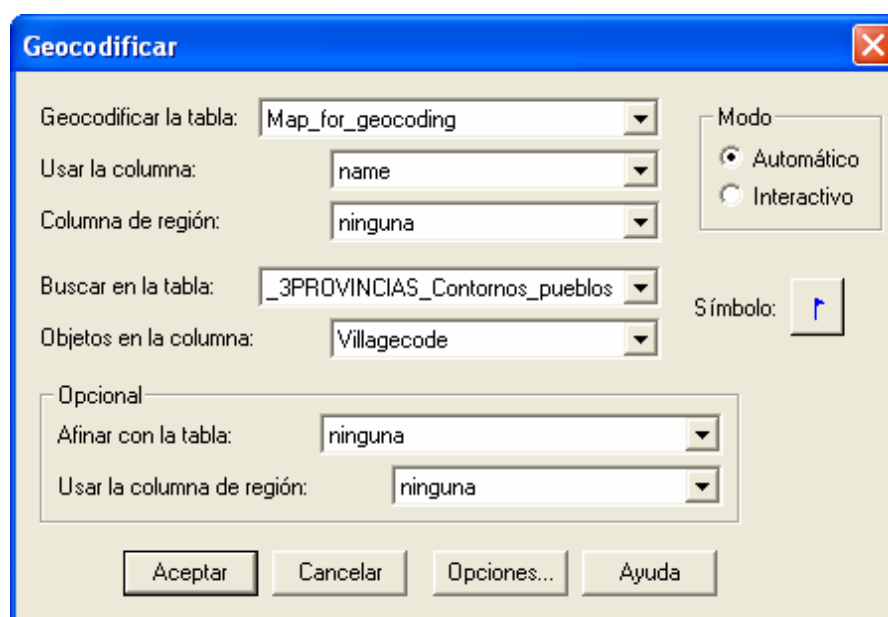 Geocodificar
Geocodificar la tabla: Map_for_geocoding
Modo
Usar la columna: name
Automático
Columna de región: ninguna
Interactivo
Buscar en la tabla: _3PROVINCIAS_Contornos_pueblos
Símbolo:
Objetos en la columna: Villagecode
Opcional
Afinar con la tabla: ninguna
Usar la columna de región: ninguna
Aceptar Cancelar Opciones... Ayuda